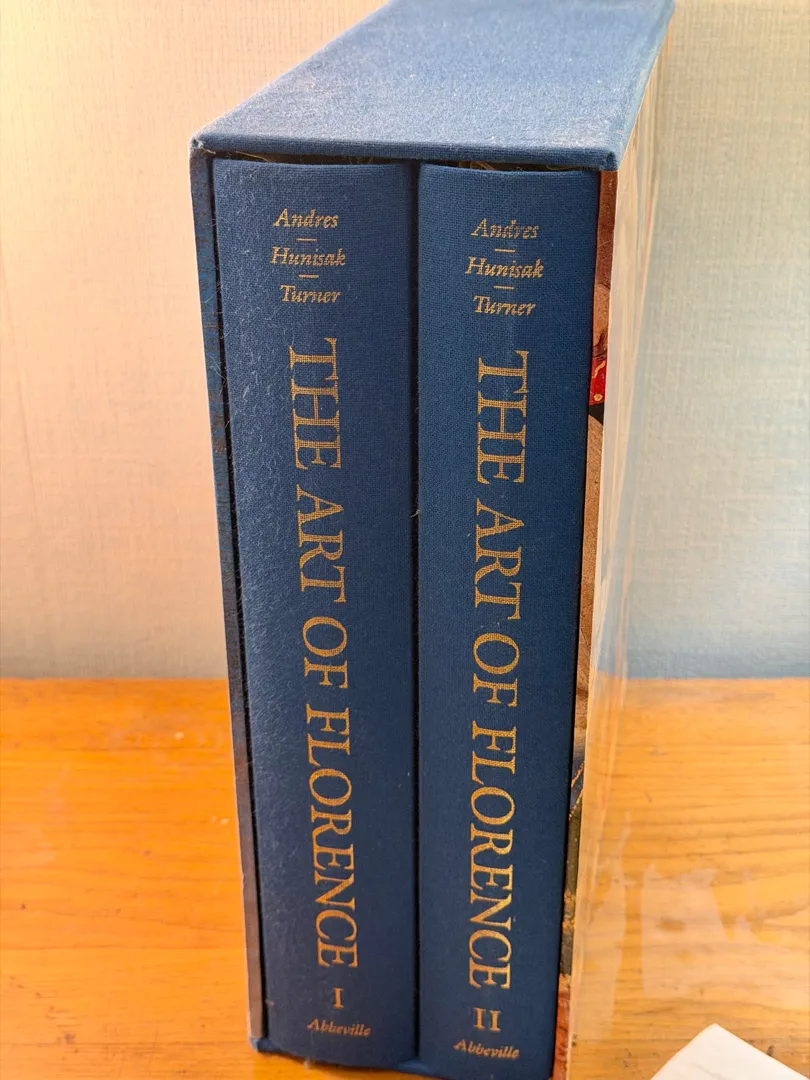 Andres
Hunisak
Turner
THE ART OF FLORENCE
I
Abbeville
Andres
Hunisak
Turner
THE ART OF FLORENCE
II
Abbeville